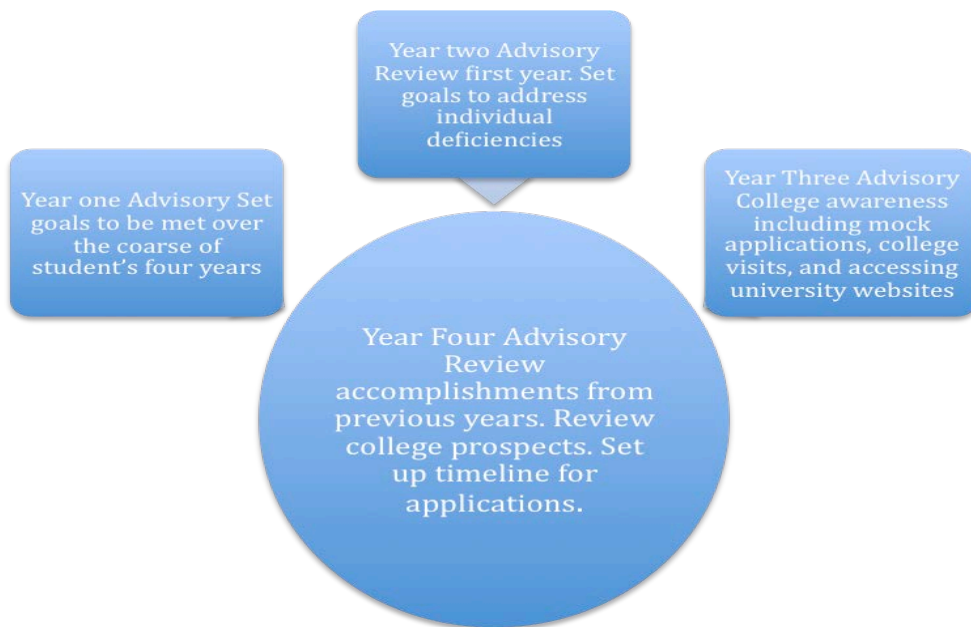 Year one Advisory Set
goals to be met over
the coarse of
student’s four years
Year two Advisory
Review first year. Set
goals to address
individual
deficiencies
Year Three Advisory
College awareness
including mock
applications, college
visits, and accessing
university websites
Year Four Advisory
Review
accomplishments from
previous years. Review
college prospects. Set
up timeline for
applications.